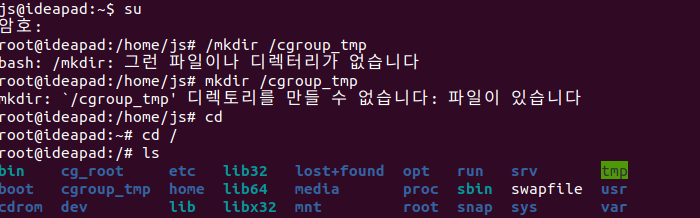 js@ideapad:~$ su
암호:
root@ideapad:/home/js# /mkdir /cgroup_tmp
bash: /mkdir: 그런 파일이나 디렉터리가 없습니다
root@ideapad:/home/js# mkdir /cgroup_tmp
mkdir: `/cgroup_tmp' 디렉토리를 만들 수 없습니다: 파일이 있습니다
root@ideapad:/home/js# cd
root@ideapad:~# cd /
root@ideapad:/# ls
bin cg_root etc lib32 lost+found opt run srv tmp
boot cgroup_tmp home lib64 media proc sbin swapfile usr
cdrom dev lib libx32 mnt root snap sys var